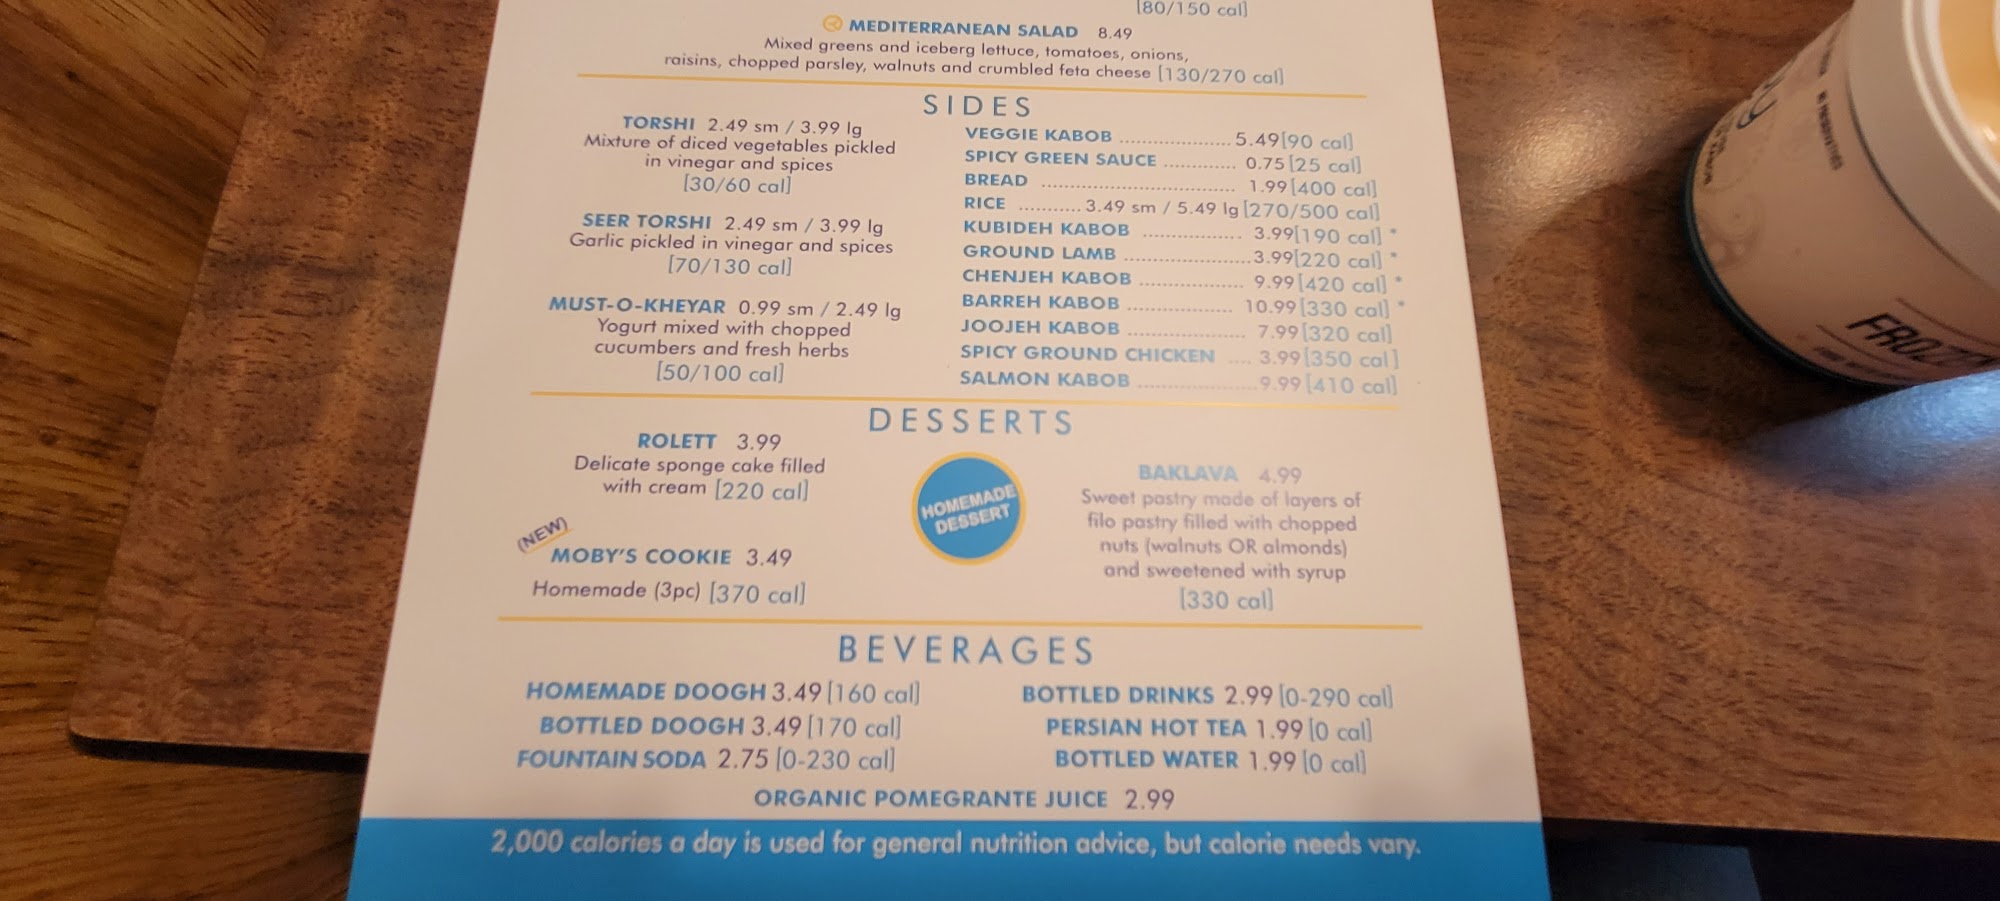 [80/150 cal]
MEDITERRANEAN SALAD 8.49
Mixed greens and iceberg lettuce, tomatoes, onions,
raisins, chopped parsley, walnuts and crumbled feta cheese [130/270 cal]
SIDES
TORSHI 2.49 sm / 3.99 lg
Mixture of diced vegetables pickled
in vinegar and spices
[30/60 cal]
SEER TORSHI 2.49 sm / 3.99 lg
Garlic pickled in vinegar and spices
[70/130 cal]
MUST-O-KHEYAR 0.99 sm / 2.49 lg
Yogurt mixed with chopped
cucumbers and fresh herbs
[50/100 cal]
VEGGIE KABOB .................... 5.49[90 cal]
SPICY GREEN SAUCE ............. 0.75[25 cal]
BREAD .................................. 1.99[400 cal]
RICE ........... 3.49 sm / 5.49 lg[270/500 cal]
KUBIDEH KABOB .................. 3.99[190 cal] *
GROUND LAMB .......................3.99[220 cal] *
CHENJEH KABOB ................... 9.99[420 cal] *
BARREH KABOB ................... 10.99[330 cal] *
JOOJEH KABOB ..................... 7.99[320 cal]
SPICY GROUND CHICKEN .... 3.99[350 cal]
SALMON KABOB .....................9.99[410 cal]
DESSERTS
ROLETT 3.99
Delicate sponge cake filled
with cream [220 cal]
(NEW)
MOBY'S COOKIE 3.49
Homemade (3pc) [370 cal]
HOMEMADE
DESSERT
BAKLAVA 4.99
Sweet pastry made of layers of
filo pastry filled with chopped
nuts (walnuts OR almonds)
and sweetened with syrup
[330 cal]
BEVERAGES
HOMEMADE DOOGH 3.49 [160 cal]
BOTTLED DOOGH 3.49 [170 cal]
FOUNTAIN SODA 2.75 [0-230 cal]
BOTTLED DRINKS 2.99 [0-290 cal]
PERSIAN HOT TEA 1.99 [0 cal]
BOTTLED WATER 1.99 [0 cal]
ORGANIC POMEGRANTE JUICE 2.99
2,000 calories a day is used for general nutrition advice, but calorie needs vary.